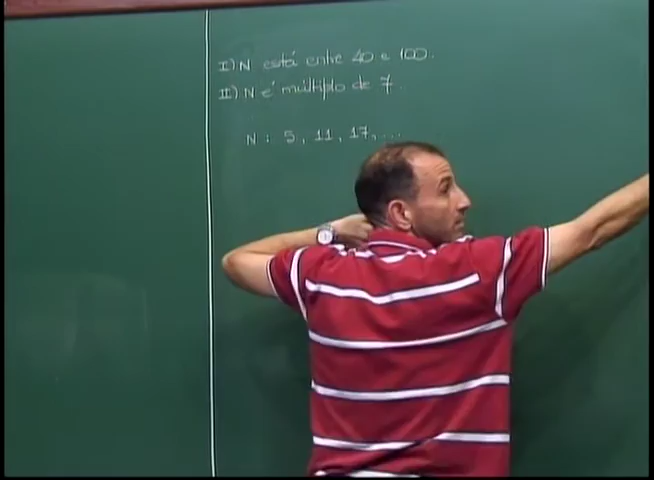 I) N está entre 40 e 100.
II) N é múltiplo de 7.
N : 5, 11, 17, ...